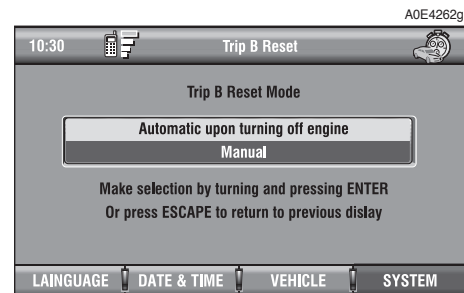 A0E4262g
10:30 Trip B Reset
Trip B Reset Mode
Automatic upon turning off engine
Manual
Make selection by turning and pressing ENTER
Or press ESCAPE to return to previous dislay
LAINGUAGE DATE & TIME VEHICLE SYSTEM